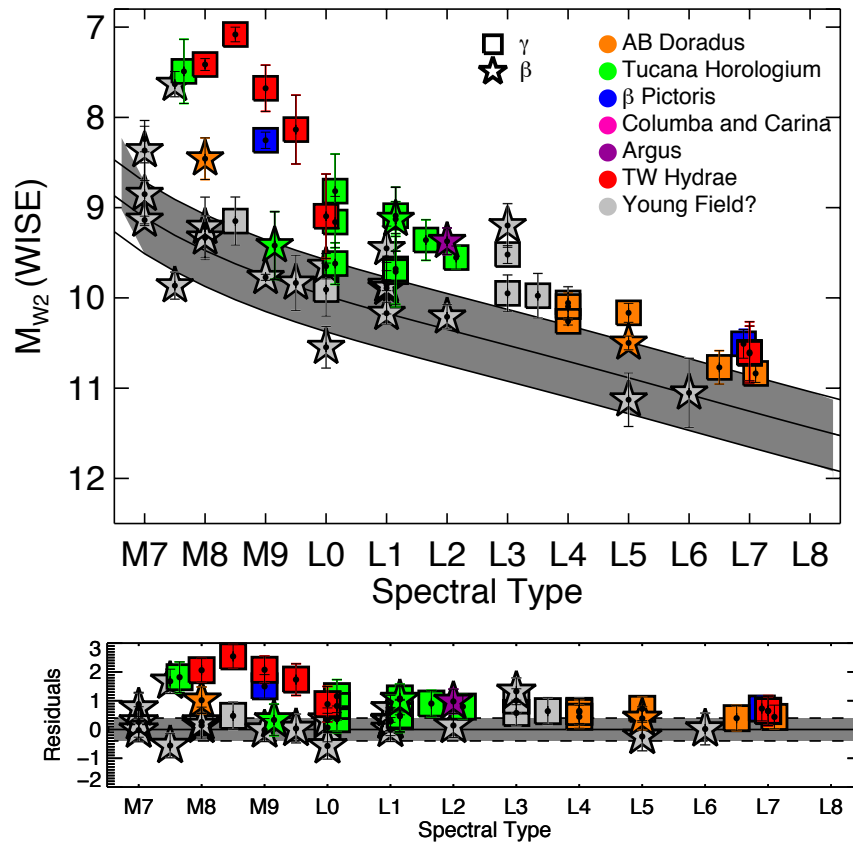 7
8
9
10
11
12
M_W2 (WISE)
γ
β
AB Doradus
Tucana Horologium
β Pictoris
Columba and Carina
Argus
TW Hydrae
Young Field?
M7 M8 M9 L0 L1 L2 L3 L4 L5 L6 L7 L8
Spectral Type
3
2
1
0
-1
-2
Residuals
M7 M8 M9 L0 L1 L2 L3 L4 L5 L6 L7 L8
Spectral Type